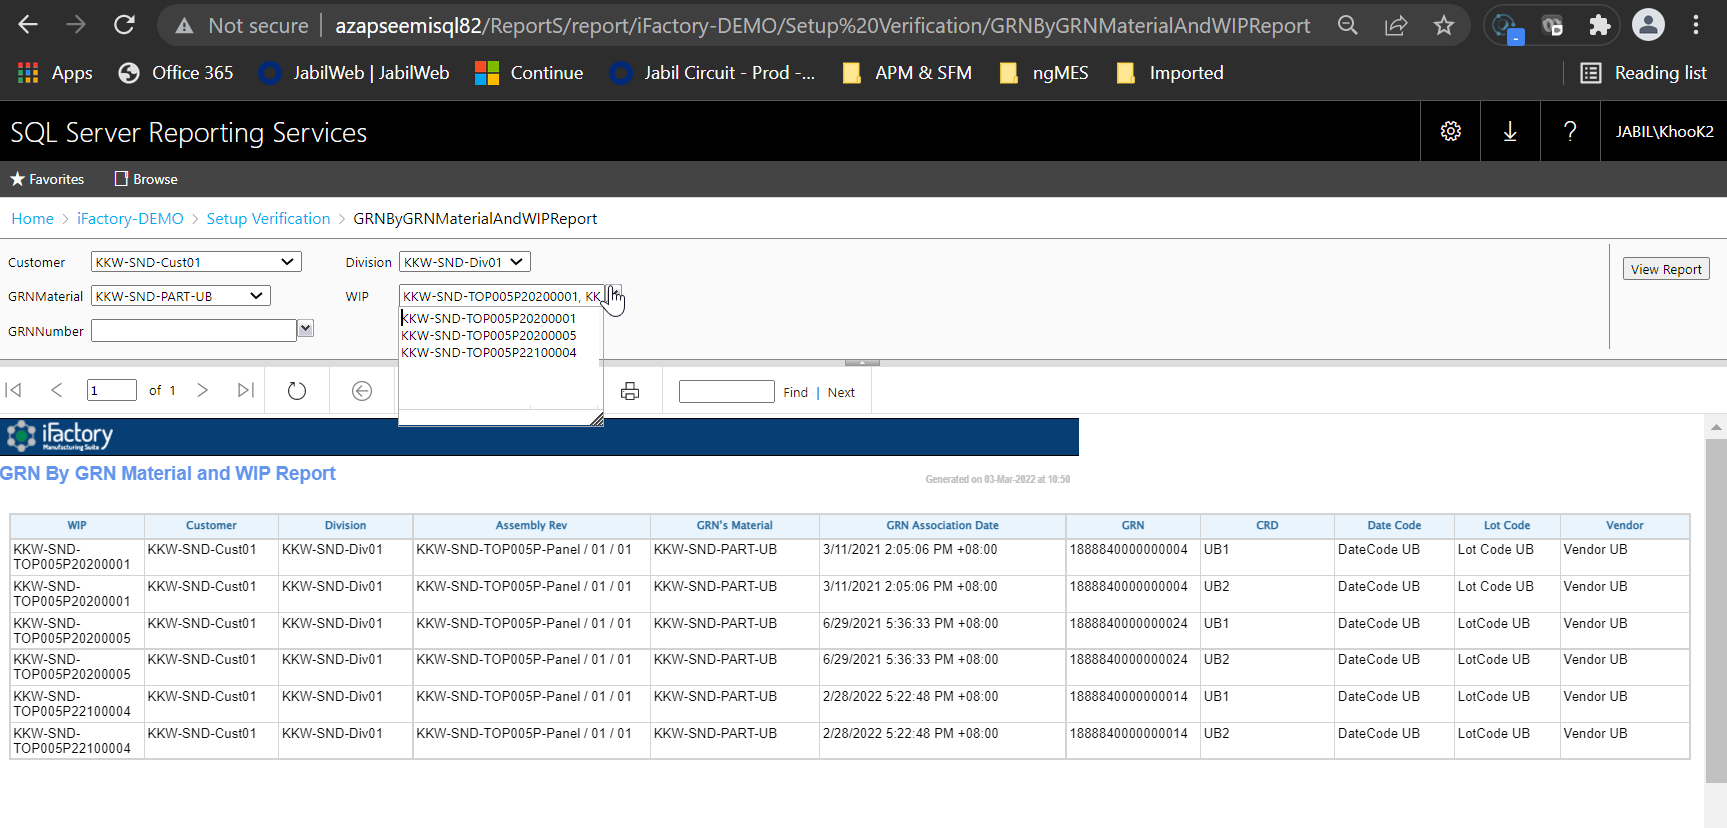 Not secure | azapseemisql82/ReportS/report/iFactory-DEMO/Setup%20Verification/GRNByGRNMaterialAndWIPReport
Apps Office 365 JabilWeb | JabilWeb Continue Jabil Circuit - Prod -... APM & SFM ngMES Imported Reading list
SQL Server Reporting Services ? JABIL\KhooK2
Favorites Browse
Home > iFactory-DEMO > Setup Verification > GRNByGRNMaterialAndWIPReport
Customer KKW-SND-Cust01 Division KKW-SND-Div01 View Report
GRNMaterial KKW-SND-PART-UB WIP KKW-SND-TOP005P20200001, KK
GRNNumber
KKW-SND-TOP005P20200001
KKW-SND-TOP005P20200005
KKW-SND-TOP005P22100004
1 of 1 Find | Next
iFactory
Manufacturing Suite
GRN By GRN Material and WIP Report
Generated on 03-Mar-2022 at 10:50
WIP Customer Division Assembly Rev GRN's Material GRN Association Date GRN CRD Date Code Lot Code Vendor
KKW-SND-TOP005P20200001 KKW-SND-Cust01 KKW-SND-Div01 KKW-SND-TOP005P-Panel / 01 / 01 KKW-SND-PART-UB 3/11/2021 2:05:06 PM +08:00 1888840000000004 UB1 DateCode UB Lot Code UB Vendor UB
KKW-SND-TOP005P20200001 KKW-SND-Cust01 KKW-SND-Div01 KKW-SND-TOP005P-Panel / 01 / 01 KKW-SND-PART-UB 3/11/2021 2:05:06 PM +08:00 1888840000000004 UB2 DateCode UB Lot Code UB Vendor UB
KKW-SND-TOP005P20200005 KKW-SND-Cust01 KKW-SND-Div01 KKW-SND-TOP005P-Panel / 01 / 01 KKW-SND-PART-UB 6/29/2021 5:36:33 PM +08:00 1888840000000024 UB1 DateCode UB LotCode UB Vendor UB
KKW-SND-TOP005P20200005 KKW-SND-Cust01 KKW-SND-Div01 KKW-SND-TOP005P-Panel / 01 / 01 KKW-SND-PART-UB 6/29/2021 5:36:33 PM +08:00 1888840000000024 UB2 DateCode UB LotCode UB Vendor UB
KKW-SND-TOP005P22100004 KKW-SND-Cust01 KKW-SND-Div01 KKW-SND-TOP005P-Panel / 01 / 01 KKW-SND-PART-UB 2/28/2022 5:22:48 PM +08:00 1888840000000014 UB1 DateCode UB LotCode UB Vendor UB
KKW-SND-TOP005P22100004 KKW-SND-Cust01 KKW-SND-Div01 KKW-SND-TOP005P-Panel / 01 / 01 KKW-SND-PART-UB 2/28/2022 5:22:48 PM +08:00 1888840000000014 UB2 DateCode UB LotCode UB Vendor UB